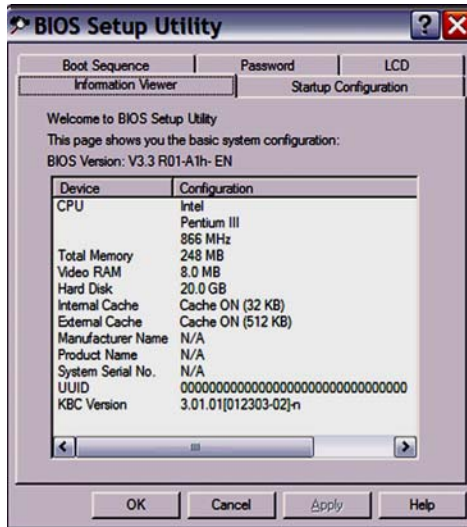 BIOS Setup Utility
Boot Sequence Password LCD
Information Viewer Startup Configuration
Welcome to BIOS Setup Utility
This page shows you the basic system configuration:
BIOS Version: V3.3 R01-A1h- EN
Device Configuration
CPU Intel
Pentium III
866 MHz
Total Memory 248 MB
Video RAM 8.0 MB
Hard Disk 20.0 GB
Internal Cache Cache ON (32 KB)
External Cache Cache ON (512 KB)
Manufacturer Name N/A
Product Name N/A
System Serial No. N/A
UUID 00000000000000000000000000000000
KBC Version 3.01.01[012303-02]-n
OK Cancel Apply Help